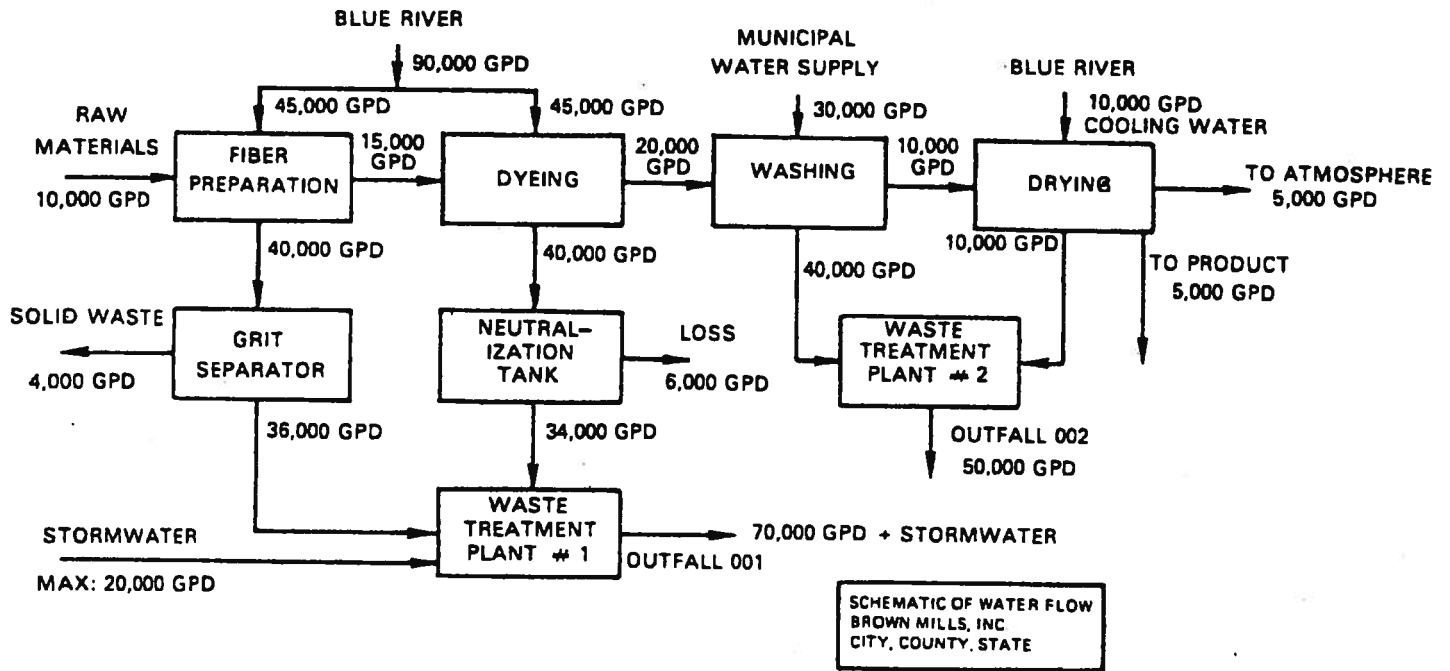 BLUE RIVER
90,000 GPD
MUNICIPAL
WATER SUPPLY
BLUE RIVER
45,000 GPD
45,000 GPD
30,000 GPD
10,000 GPD
COOLING WATER
RAW
MATERIALS
10,000 GPD
FIBER
PREPARATION
15,000
GPD
DYEING
20,000
GPD
WASHING
10,000
GPD
DRYING
TO ATMOSPHERE
5,000 GPD
40,000 GPD
40,000 GPD
40,000 GPD
10,000 GPD
TO PRODUCT
5,000 GPD
SOLID WASTE
4,000 GPD
GRIT
SEPARATOR
NEUTRAL-
IZATION
TANK
LOSS
6,000 GPD
WASTE
TREATMENT
PLANT # 2
36,000 GPD
34,000 GPD
OUTFALL 002
50,000 GPD
STORMWATER
MAX: 20,000 GPD
WASTE
TREATMENT
PLANT # 1
70,000 GPD + STORMWATER
OUTFALL 001
SCHEMATIC OF WATER FLOW
BROWN MILLS, INC
CITY, COUNTY, STATE